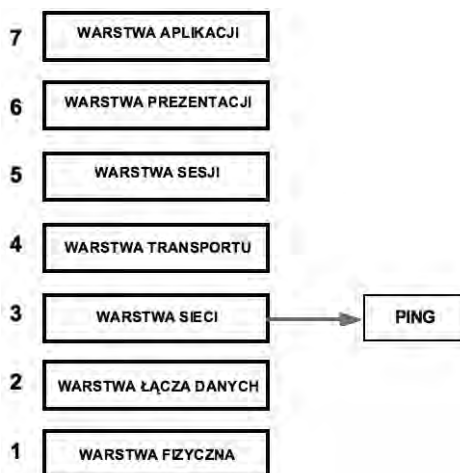 7 WARSTWA APLIKACJI
6 WARSTWA PREZENTACJI
5 WARSTWA SESJI
4 WARSTWA TRANSPORTU
3 WARSTWA SIECI PING
2 WARSTWA ŁĄCZA DANYCH
1 WARSTWA FIZYCZNA